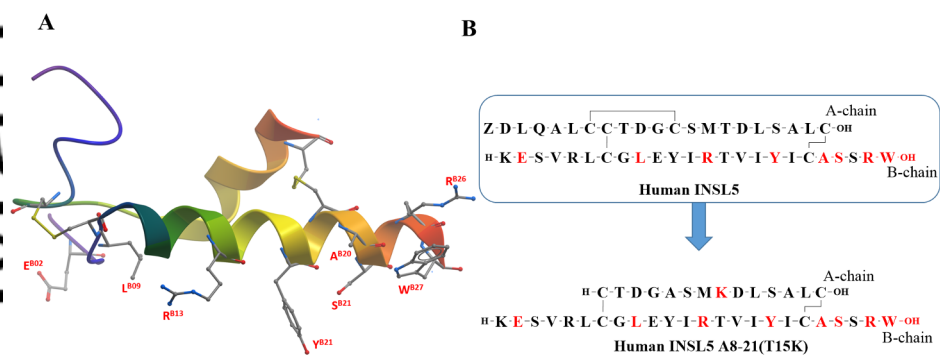 A
R^B26
E^B02
A^B20
L^B09
W^B27
S^B21
R^B13
Y^B21
B
A-chain
Z-D-L-Q-A-L-C-C-T-D-G-C-S-M-T-D-L-S-A-L-C-OH
H-K-E-S-V-R-L-C-G-L-E-Y-I-R-T-V-I-Y-I-C-A-S-S-R-W-OH
B-chain
Human INSL5
A-chain
H-C-T-D-G-A-S-M-K-D-L-S-A-L-C-OH
H-K-E-S-V-R-L-C-G-L-E-Y-I-R-T-V-I-Y-I-C-A-S-S-R-W-OH
B-chain
Human INSL5 A8-21(T15K)